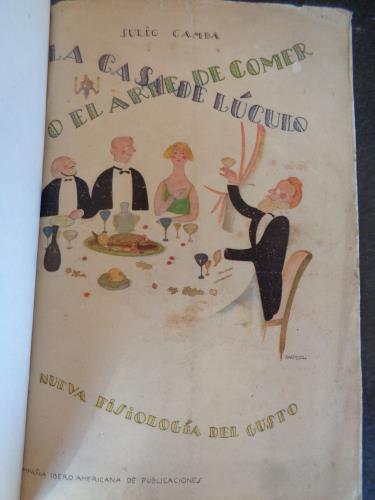 JULIO CAMBA
LA CASA DE LÚCULO
O EL ARTE DE COMER
NUEVA FISIOLOGÍA DEL GUSTO
COMPAÑÍA IBERO-AMERICANA DE PUBLICACIONES